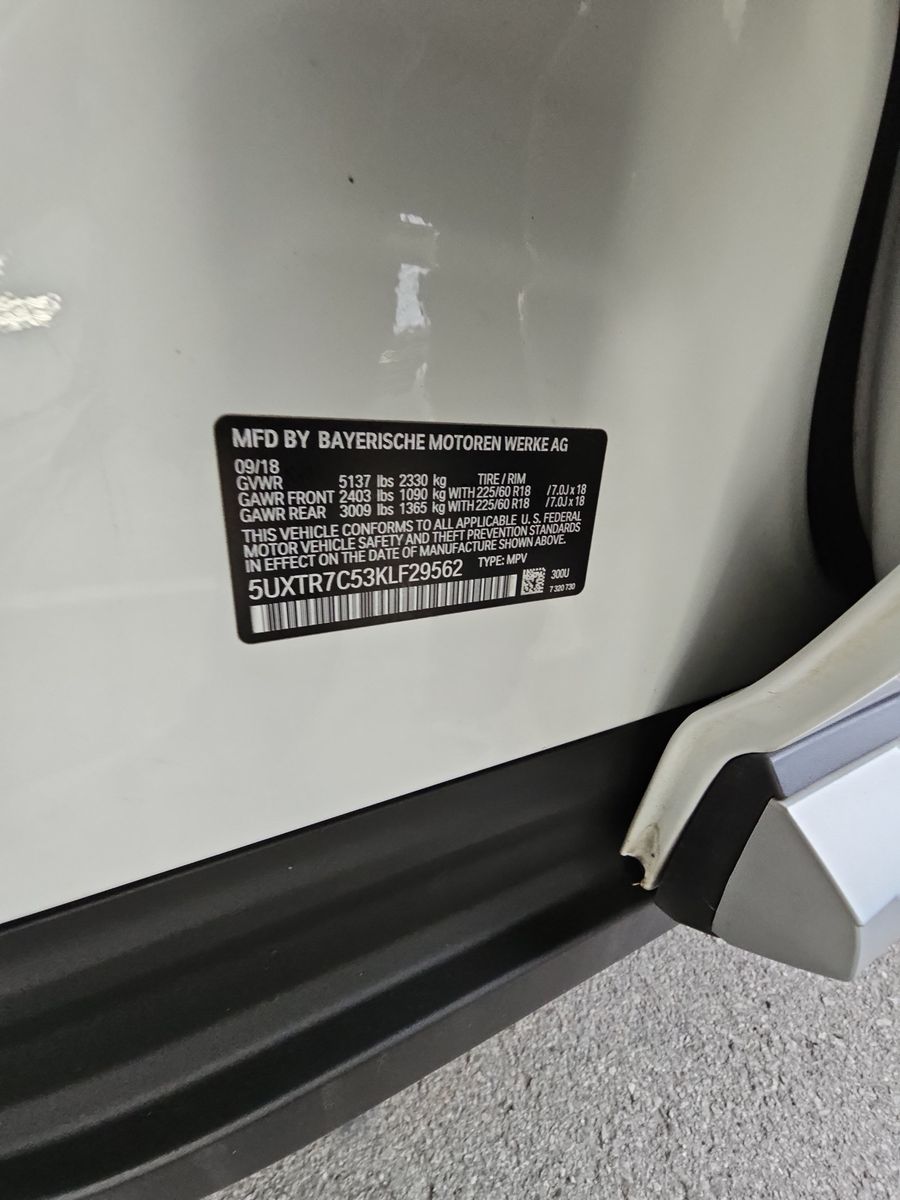 MFD BY BAYERISCHE MOTOREN WERKE AG
09/18
GVWR 5137 lbs 2330 kg TIRE / RIM
GAWR FRONT 2403 lbs 1090 kg WITH 225/60 R18 / 7.0J x 18
GAWR REAR 3009 lbs 1365 kg WITH 225/60 R18 / 7.0J x 18
THIS VEHICLE CONFORMS TO ALL APPLICABLE U. S. FEDERAL
MOTOR VEHICLE SAFETY AND THEFT PREVENTION STANDARDS
IN EFFECT ON THE DATE OF MANUFACTURE SHOWN ABOVE.
5UXTR7C53KLF29562 TYPE: MPV
300U
7 320 730